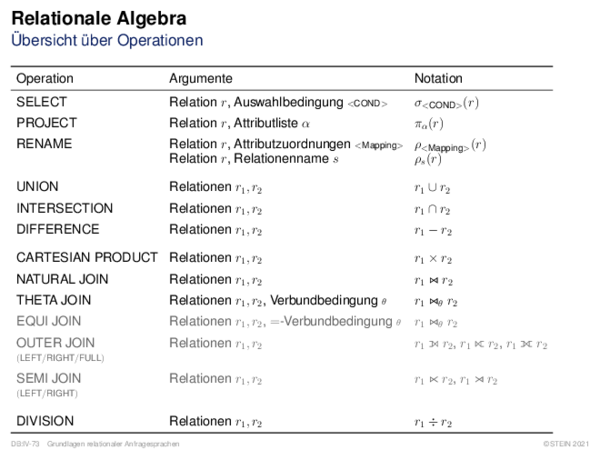 Relationale Algebra
Übersicht über Operationen
Operation Argumente Notation
SELECT Relation r, Auswahlbedingung <COND> σ<COND>(r)
PROJECT Relation r, Attributliste α πα(r)
RENAME Relation r, Attributzuordnungen <Mapping> ρ<Mapping>(r)
Relation r, Relationenname s ρs(r)
UNION Relationen r1, r2 r1 ∪ r2
INTERSECTION Relationen r1, r2 r1 ∩ r2
DIFFERENCE Relationen r1, r2 r1 − r2
CARTESIAN PRODUCT Relationen r1, r2 r1 × r2
NATURAL JOIN Relationen r1, r2 r1 ⋈ r2
THETA JOIN Relationen r1, r2, Verbundbedingung θ r1 ⋈θ r2
EQUI JOIN Relationen r1, r2, =-Verbundbedingung θ r1 ⋈θ r2
OUTER JOIN Relationen r1, r2 r1 ⟕ r2, r1 ⟖ r2, r1 ⟗ r2
(LEFT/RIGHT/FULL)
SEMI JOIN Relationen r1, r2 r1 ⋉ r2, r1 ⋊ r2
(LEFT/RIGHT)
DIVISION Relationen r1, r2 r1 ÷ r2
DB:IV-73 Grundlagen relationaler Anfragesprachen ©STEIN 2021